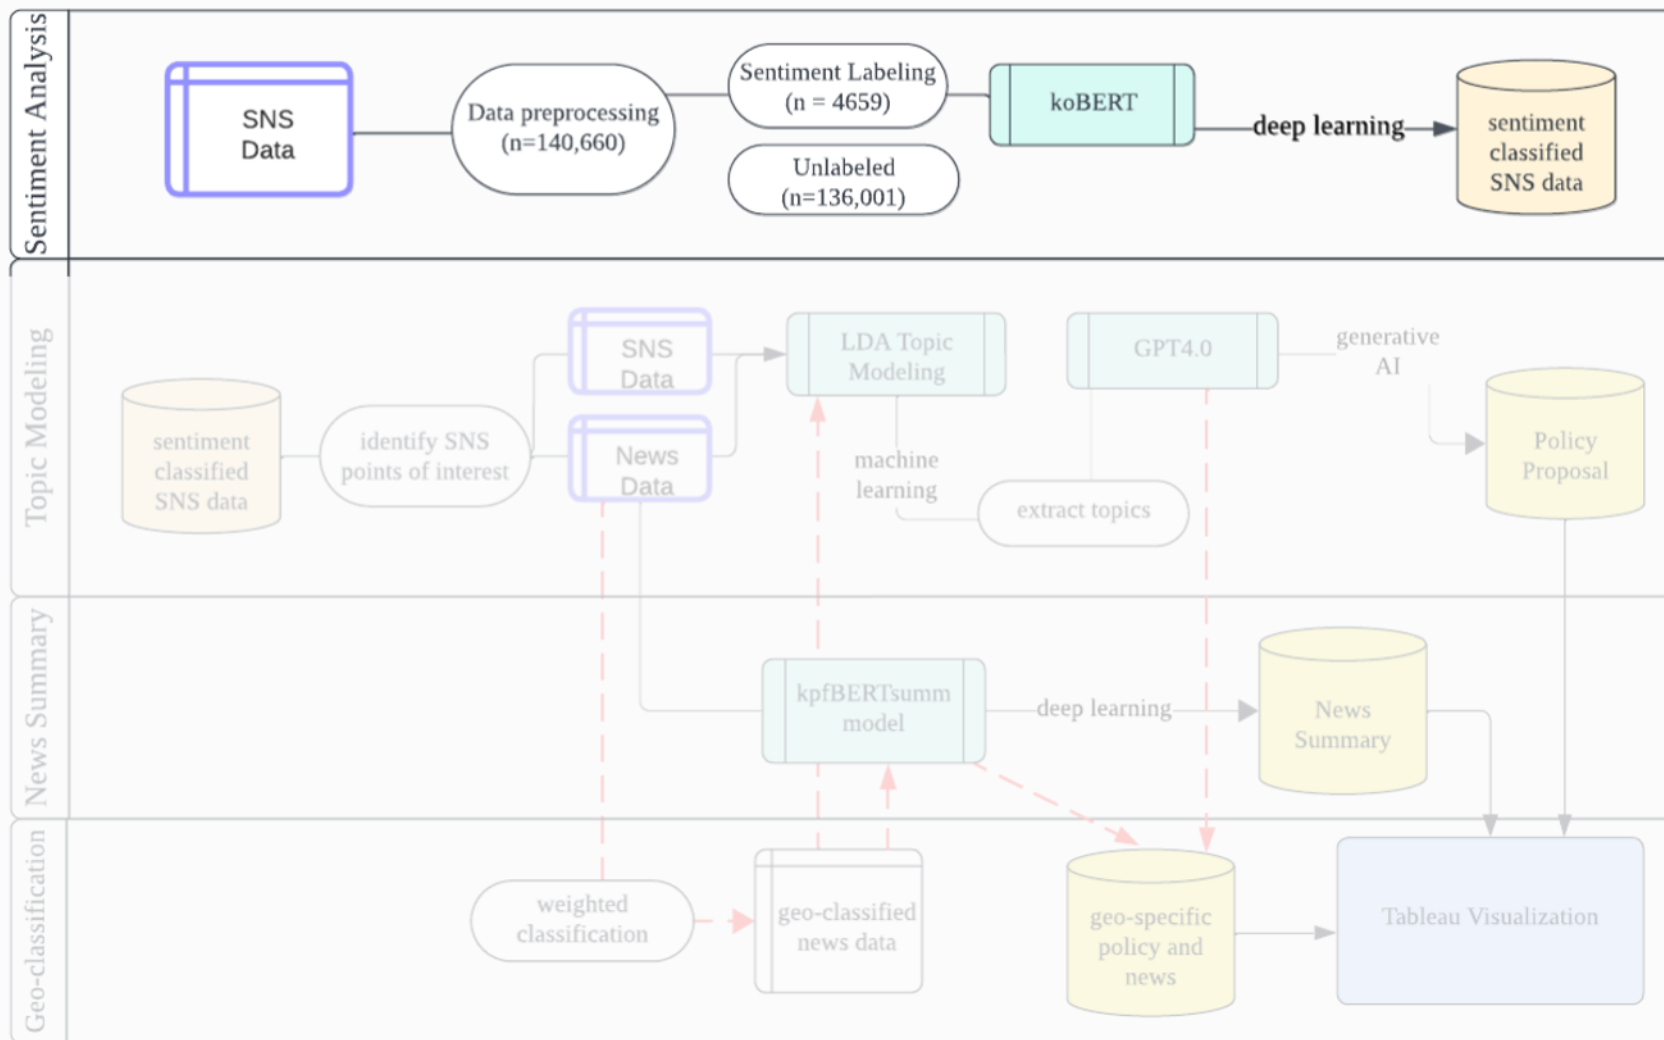 Sentiment Analysis
SNS
Data
Data preprocessing
(n=140,660)
Sentiment Labeling
(n = 4659)
Unlabeled
(n=136,001)
koBERT
deep learning
sentiment
classified
SNS data
Topic Modeling
sentiment
classified
SNS data
identify SNS
points of interest
SNS
Data
News
Data
LDA Topic
Modeling
machine
learning
extract topics
GPT4.0
generative
AI
Policy
Proposal
News Summary
kpfBERTsumm
model
deep learning
News
Summary
Geo-classification
weighted
classification
geo-classified
news data
geo-specific
policy and
news
Tableau Visualization